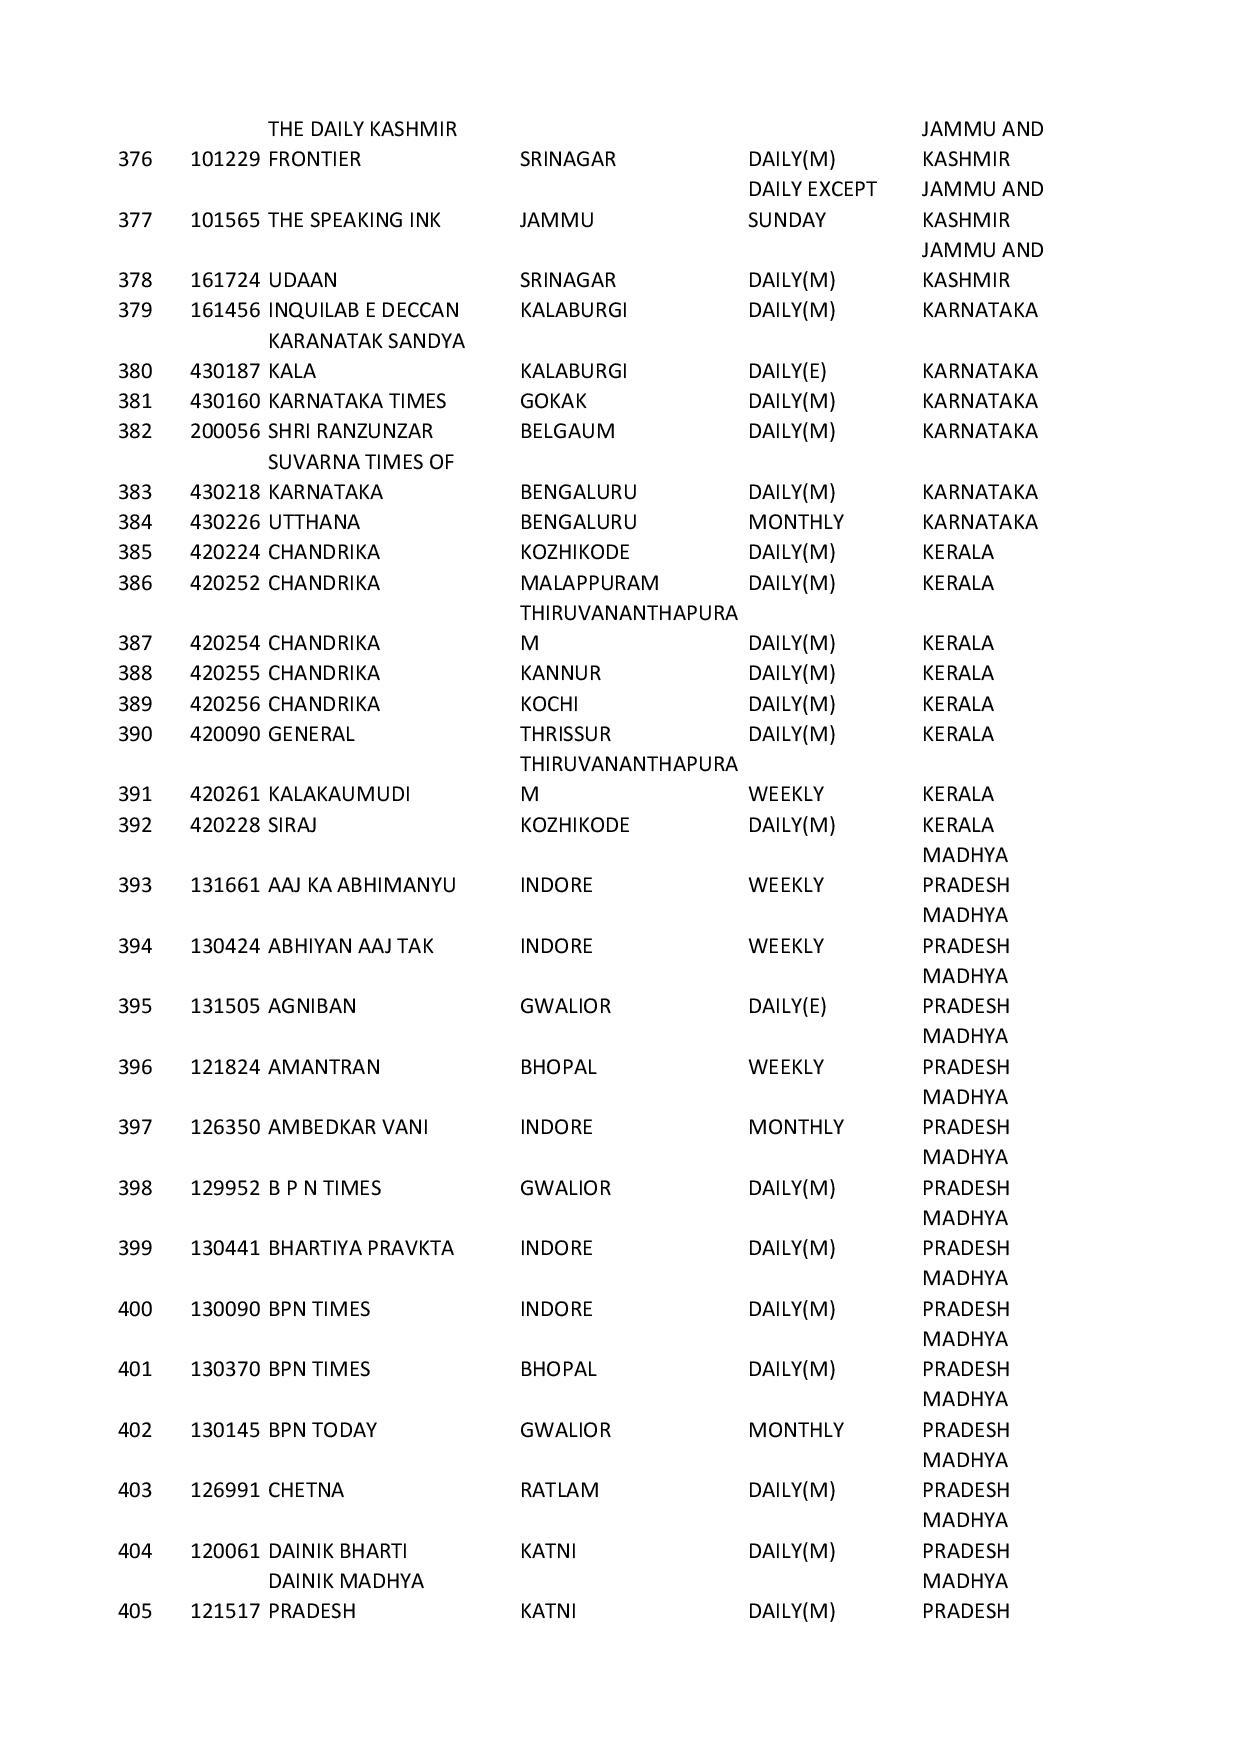 THE DAILY KASHMIR JAMMU AND
376 101229 FRONTIER SRINAGAR DAILY(M) KASHMIR
DAILY EXCEPT JAMMU AND
377 101565 THE SPEAKING INK JAMMU SUNDAY KASHMIR
JAMMU AND
378 161724 UDAAN SRINAGAR DAILY(M) KASHMIR
379 161456 INQUILAB E DECCAN KALABURGI DAILY(M) KARNATAKA
KARANATAK SANDYA
380 430187 KALA KALABURGI DAILY(E) KARNATAKA
381 430160 KARNATAKA TIMES GOKAK DAILY(M) KARNATAKA
382 200056 SHRI RANZUNZAR BELGAUM DAILY(M) KARNATAKA
SUVARNA TIMES OF
383 430218 KARNATAKA BENGALURU DAILY(M) KARNATAKA
384 430226 UTTHANA BENGALURU MONTHLY KARNATAKA
385 420224 CHANDRIKA KOZHIKODE DAILY(M) KERALA
386 420252 CHANDRIKA MALAPPURAM DAILY(M) KERALA
THIRUVANANTHAPURA
387 420254 CHANDRIKA M DAILY(M) KERALA
388 420255 CHANDRIKA KANNUR DAILY(M) KERALA
389 420256 CHANDRIKA KOCHI DAILY(M) KERALA
390 420090 GENERAL THRISSUR DAILY(M) KERALA
THIRUVANANTHAPURA
391 420261 KALAKAUMUDI M WEEKLY KERALA
392 420228 SIRAJ KOZHIKODE DAILY(M) KERALA
MADHYA
393 131661 AAJ KA ABHIMANYU INDORE WEEKLY PRADESH
MADHYA
394 130424 ABHIYAN AAJ TAK INDORE WEEKLY PRADESH
MADHYA
395 131505 AGNIBAN GWALIOR DAILY(E) PRADESH
MADHYA
396 121824 AMANTRAN BHOPAL WEEKLY PRADESH
MADHYA
397 126350 AMBEDKAR VANI INDORE MONTHLY PRADESH
MADHYA
398 129952 B P N TIMES GWALIOR DAILY(M) PRADESH
MADHYA
399 130441 BHARTIYA PRAVKTA INDORE DAILY(M) PRADESH
MADHYA
400 130090 BPN TIMES INDORE DAILY(M) PRADESH
MADHYA
401 130370 BPN TIMES BHOPAL DAILY(M) PRADESH
MADHYA
402 130145 BPN TODAY GWALIOR MONTHLY PRADESH
MADHYA
403 126991 CHETNA RATLAM DAILY(M) PRADESH
MADHYA
404 120061 DAINIK BHARTI KATNI DAILY(M) PRADESH
DAINIK MADHYA MADHYA
405 121517 PRADESH KATNI DAILY(M) PRADESH